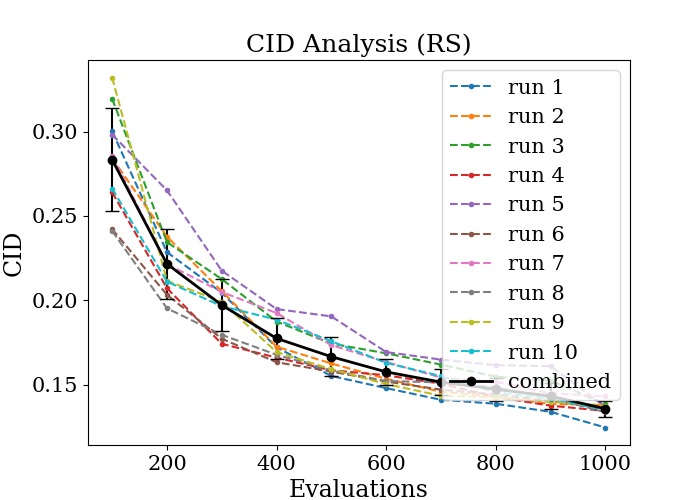 CID Analysis (RS)
CID
0.30
0.25
0.20
0.15
200
400
600
800
1000
Evaluations
run 1
run 2
run 3
run 4
run 5
run 6
run 7
run 8
run 9
run 10
combined